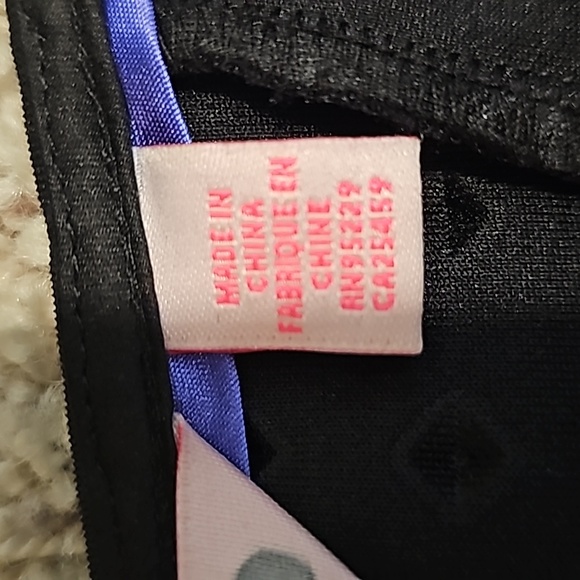 MADE IN
CHINA
FABRIQUE EN
CHINE
RN95229
CA25459